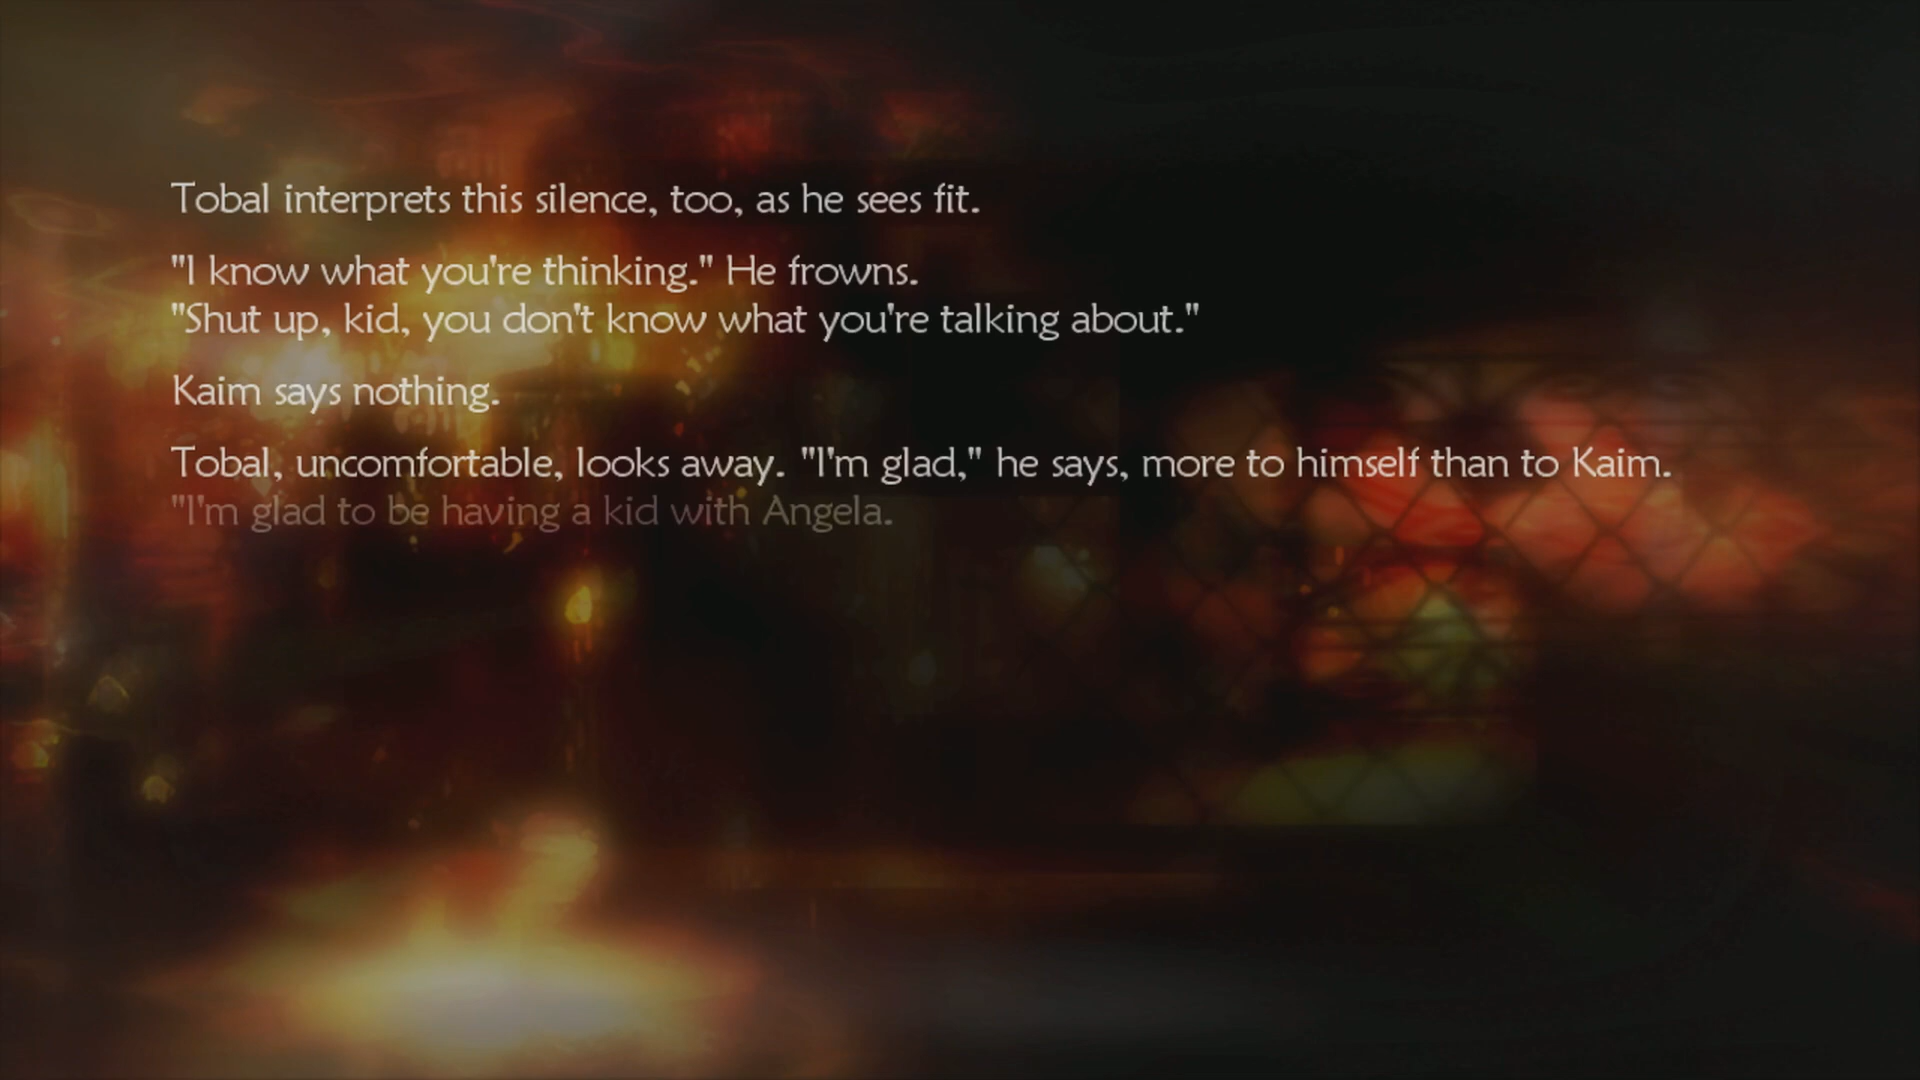 Tobal interprets this silence, too, as he sees fit.
"I know what you're thinking." He frowns.
"Shut up, kid, you don't know what you're talking about."
Kaim says nothing.
Tobal, uncomfortable, looks away. "I'm glad," he says, more to himself than to Kaim.
"I'm glad to be having a kid with Angela.